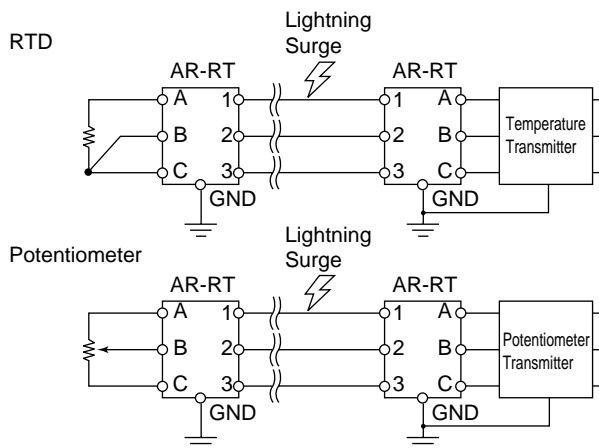 RTD
Lightning
Surge
AR-RT
AR-RT
A 1
B 2
C 3
GND
1 A
2 B
3 C
GND
Temperature
Transmitter
Potentiometer
Lightning
Surge
AR-RT
AR-RT
A 1
B 2
C 3
GND
1 A
2 B
3 C
GND
Potentiometer
Transmitter